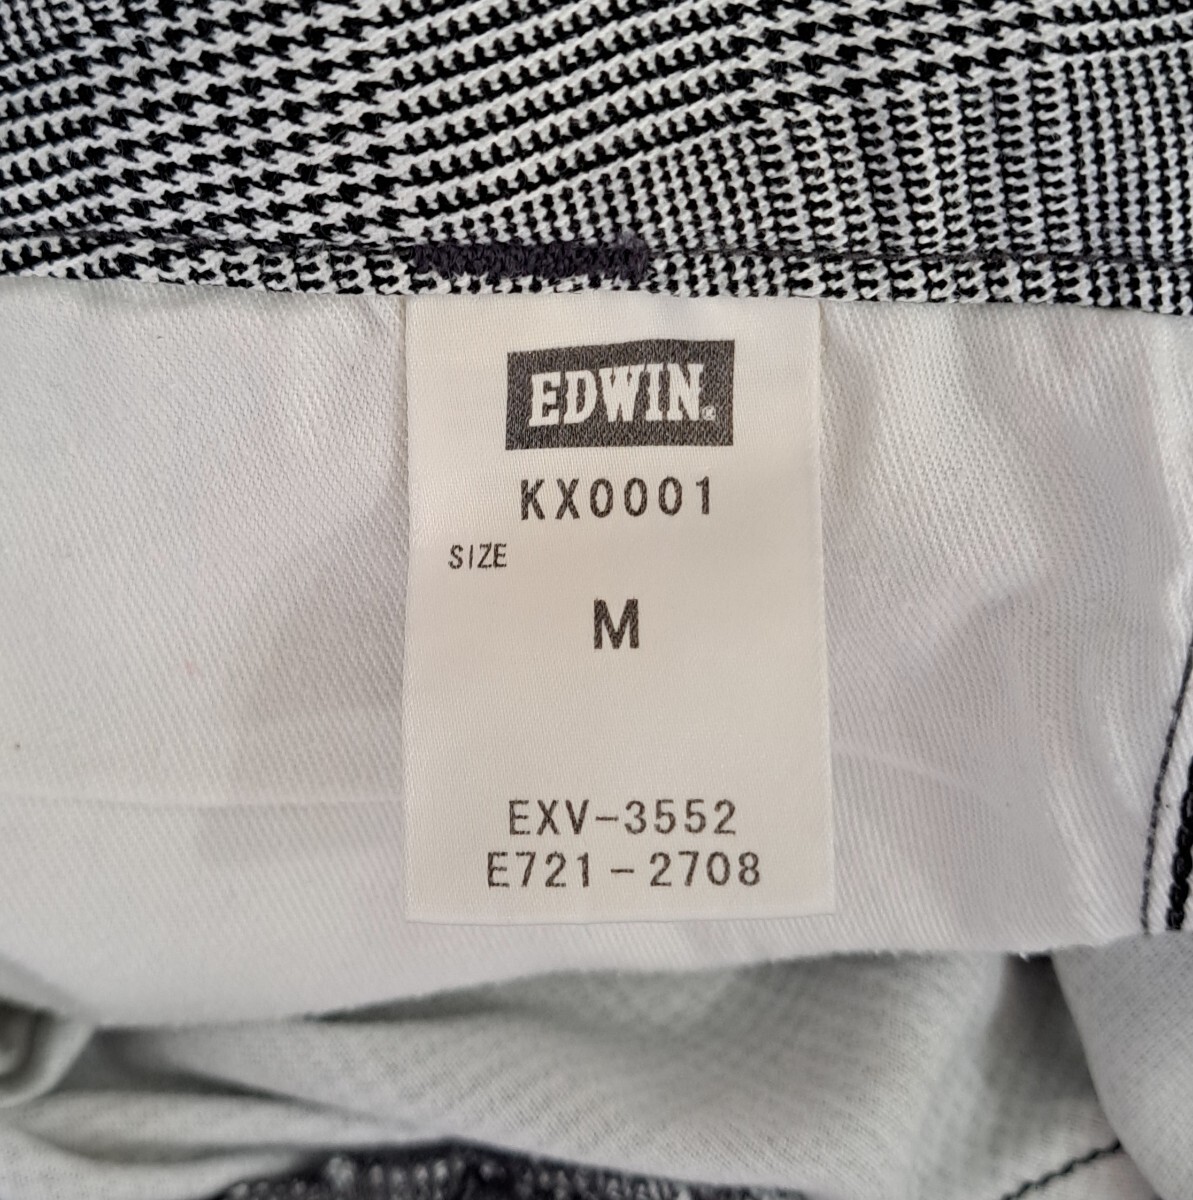 EDWIN®
KX0001
SIZE
M
EXV-3552
E721-2708